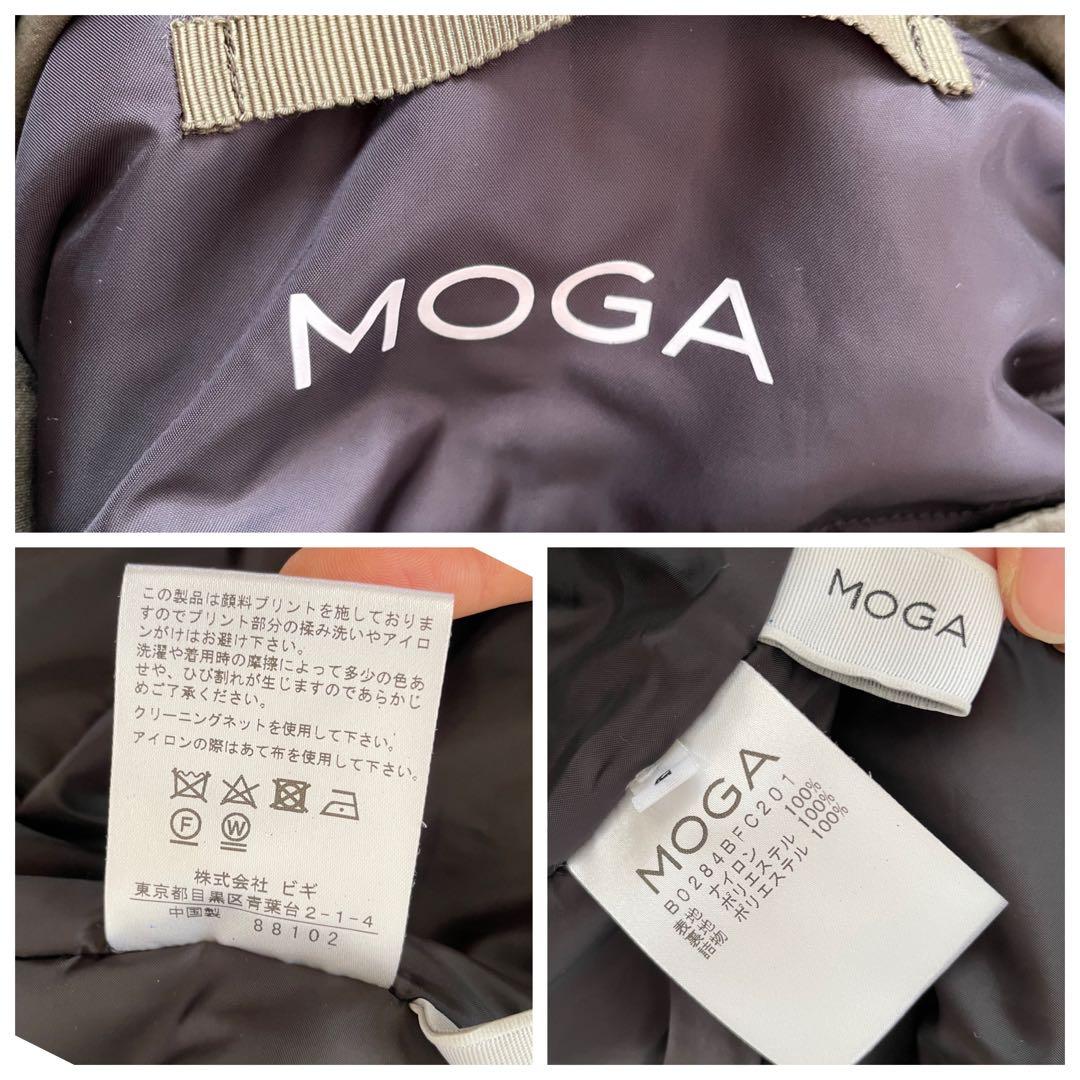 MOGA
この製品は顔料プリントを施しておりま
すのでプリント部分の揉み洗いやアイロ
ンがけはお避け下さい。
洗濯や着用時の摩擦によって多少の色あ
せや、ひび割れが生じますのであらかじ
めご了承ください。
クリーニングネットを使用して下さい。
アイロンの際はあて布を使用して下さい。
F W
株式会社 ビギ
東京都目黒区青葉台2-1-4
中国製
88102
MOGA
MOGA
B0284BFC201
表地 ナイロン 100%
裏地 ポリエステル 100%
詰物 ポリエステル 100%